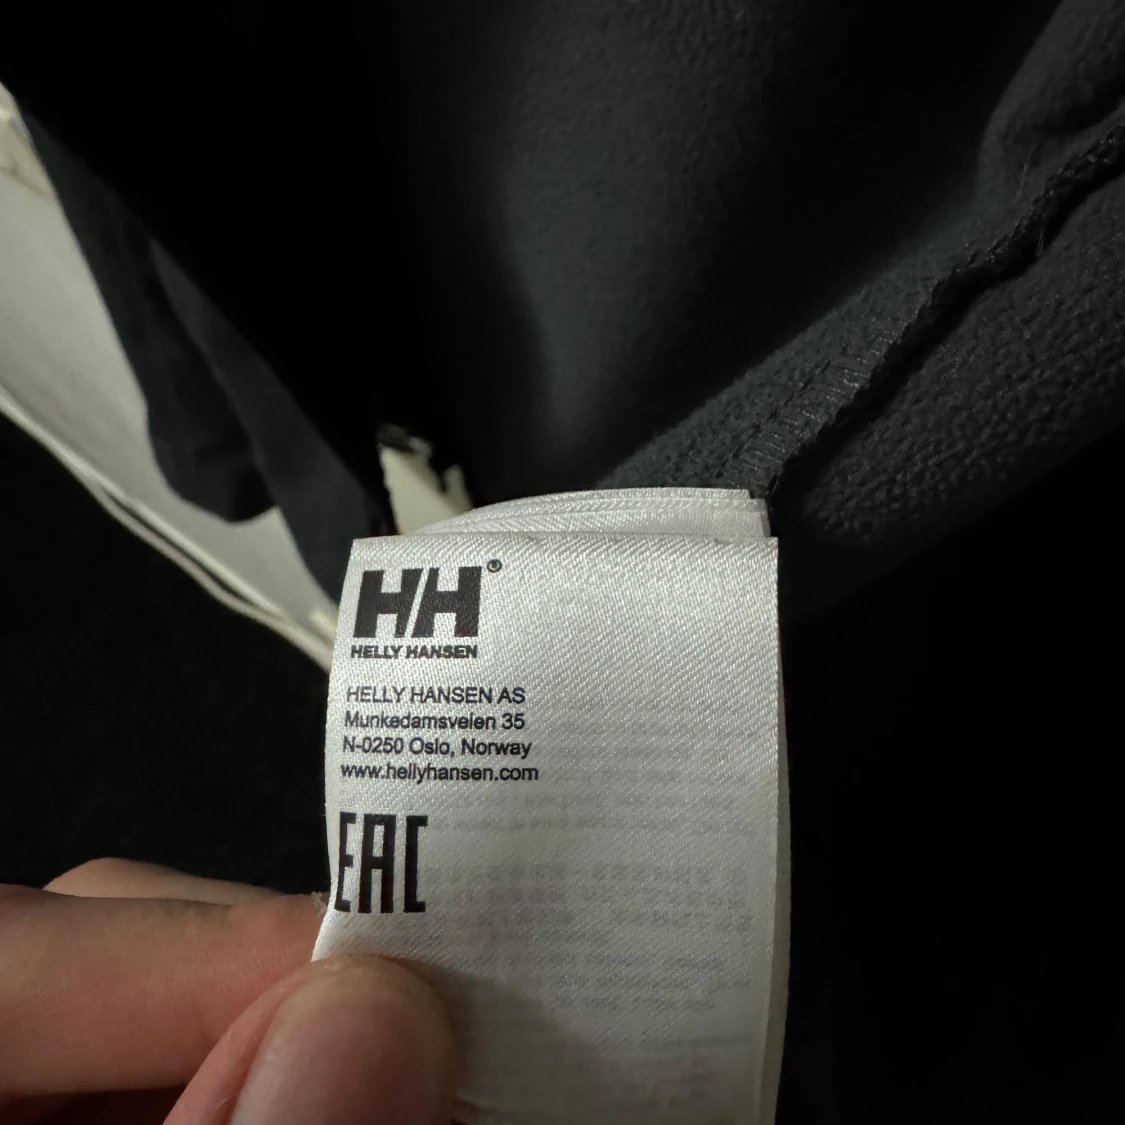 HH®
HELLY HANSEN
HELLY HANSEN AS
Munkedamsveien 35
N-0250 Oslo, Norway
www.hellyhansen.com
EAC